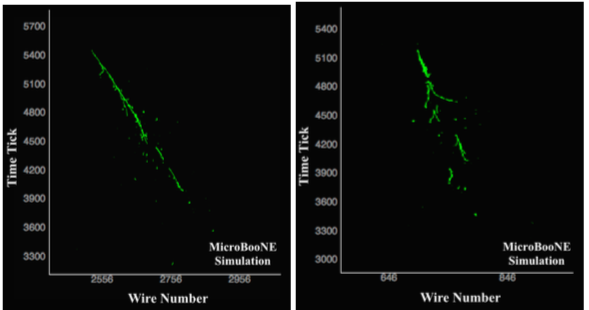 5700
5400
5100
4800
4500
4200
3900
3600
3300
Time Tick
MicroBooNE
Simulation
2556 2756 2956
Wire Number
5400
5100
4800
4500
4200
3900
3600
3300
3000
Time Tick
MicroBooNE
Simulation
646 846
Wire Number